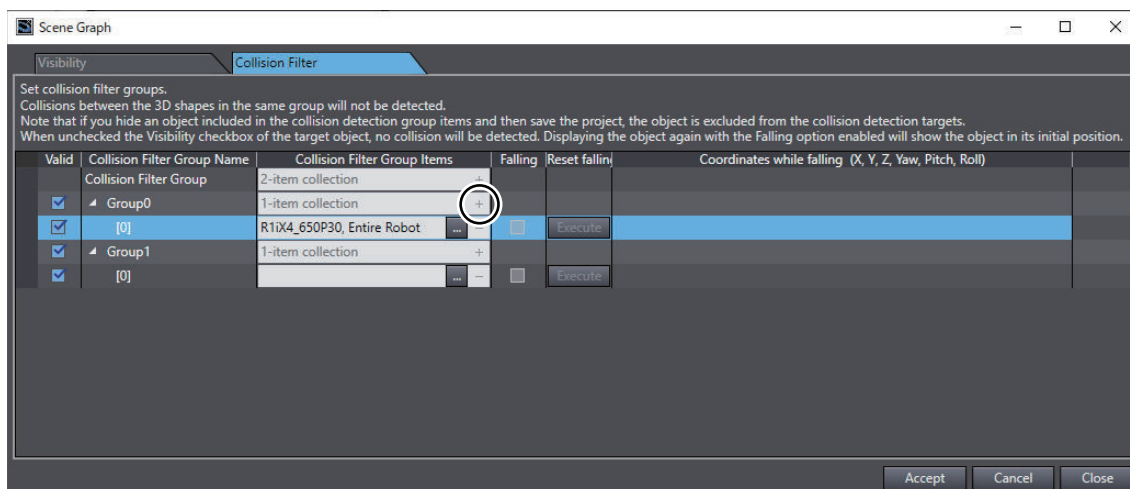 Scene Graph
Visibility Collision Filter
Set collision filter groups.
Collisions between the 3D shapes in the same group will not be detected.
Note that if you hide an object included in the collision detection group items and then save the project, the object is excluded from the collision detection targets.
When unchecked the Visibility checkbox of the target object, no collision will be detected. Displaying the object again with the Falling option enabled will show the object in its initial position.
Valid Collision Filter Group Name Collision Filter Group Items Falling Reset fallin Coordinates while falling (X, Y, Z, Yaw, Pitch, Roll)
Collision Filter Group 2-item collection +
Group0 1-item collection +
[0] R1iX4_650P30, Entire Robot ... − Execute
Group1 1-item collection +
[0] ... − Execute
Accept Cancel Close